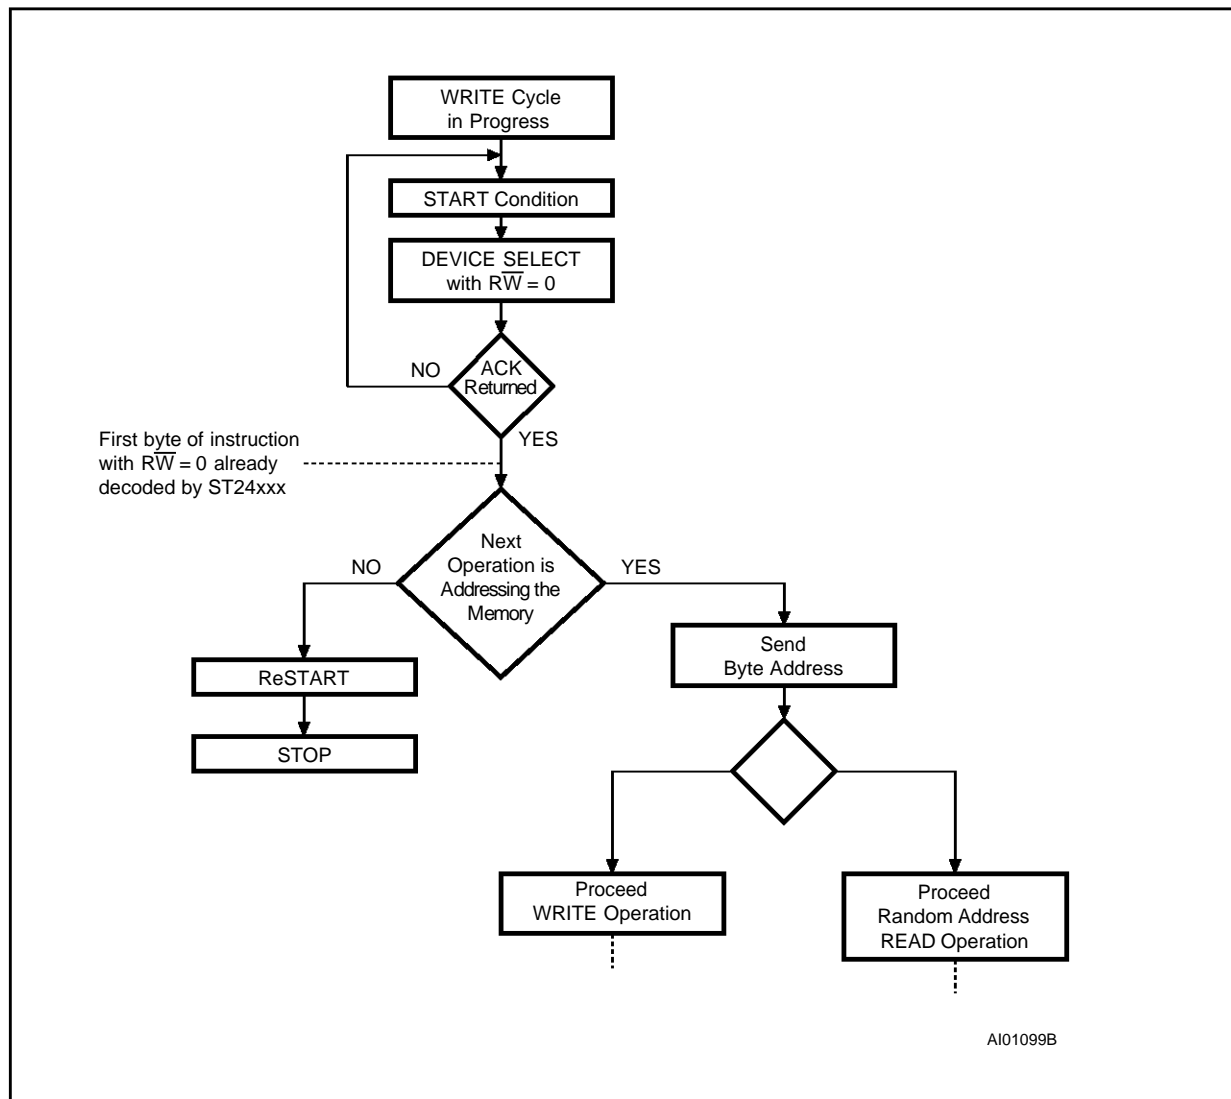 WRITE Cycle
in Progress
START Condition
DEVICE SELECT
with RW̅ = 0
NO
ACK
Returned
YES
First byte of instruction
with RW̅ = 0 already
decoded by ST24xxx
Next
Operation is
Addressing the
Memory
NO
YES
Send
Byte Address
ReSTART
STOP
Proceed
WRITE Operation
Proceed
Random Address
READ Operation
AI01099B